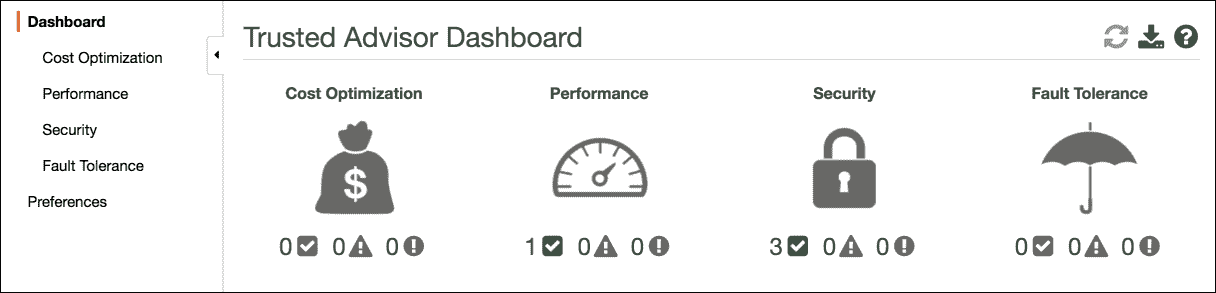 Dashboard
Cost Optimization
Performance
Security
Fault Tolerance
Preferences
Trusted Advisor Dashboard
?
Cost Optimization Performance Security Fault Tolerance
$
0 0 ! 0 ! 1 0 ! 0 ! 3 0 ! 0 ! 0 0 ! 0 !